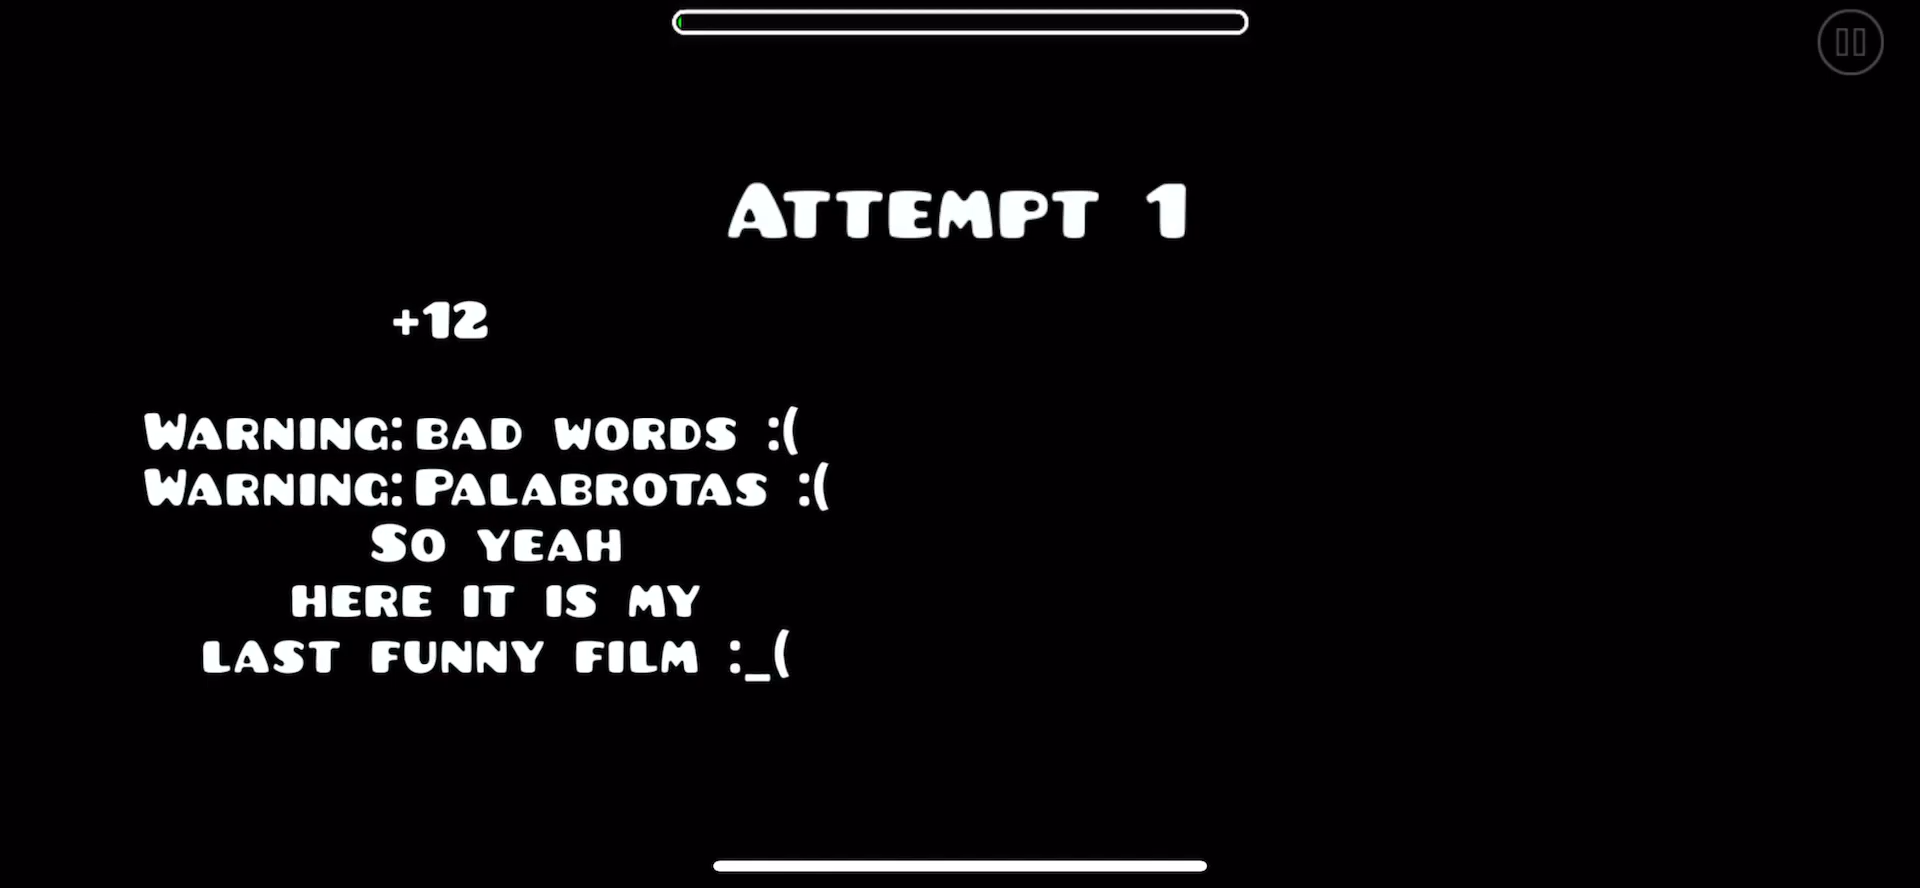 Attempt 1
+12
Warning: bad words :(
Warning: Palabrotas :(
So yeah
here it is my
last funny film :_(